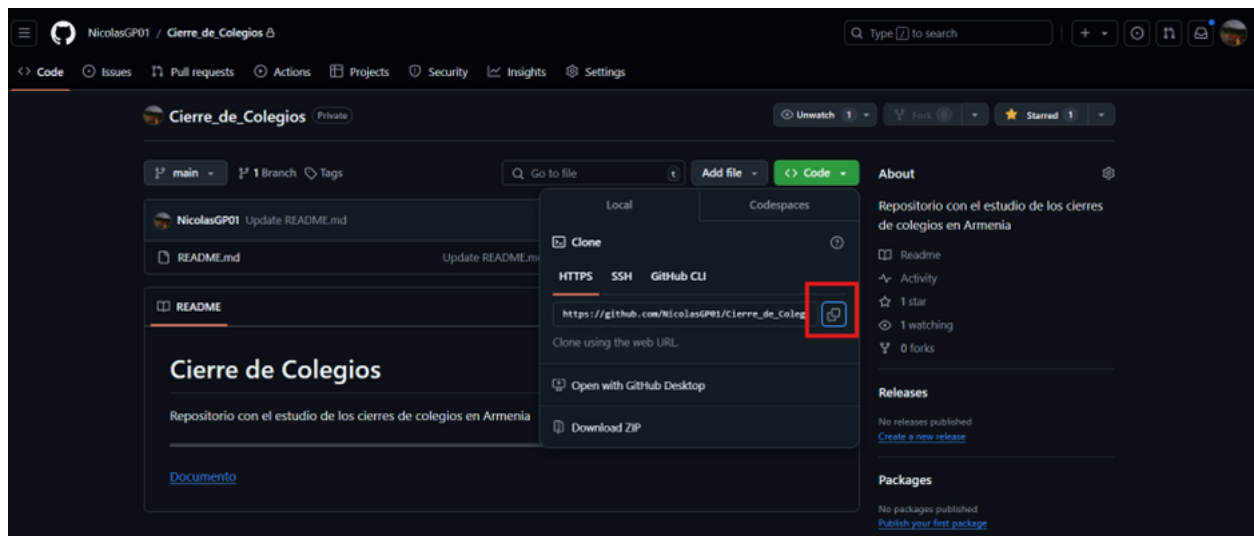 NicolasGP01 / Cierre_de_Colegios
Type / to search
Code Issues Pull requests Actions Projects Security Insights Settings
Cierre_de_Colegios Private
Unwatch 1 Fork 0 Starred 1
main 1 Branch Tags
Go to file t Add file Code
NicolasGP01 Update README.md
README.md Update README.m
README
Cierre de Colegios
Repositorio con el estudio de los cierres de colegios en Armenia
Documento
Local Codespaces
Clone
HTTPS SSH GitHub CLI
https://github.com/NicolasGP01/Cierre_de_Coleg
Clone using the web URL.
Open with GitHub Desktop
Download ZIP
About
Repositorio con el estudio de los cierres
de colegios en Armenia
Readme
Activity
1 star
1 watching
0 forks
Releases
No releases published
Create a new release
Packages
No packages published
Publish your first package